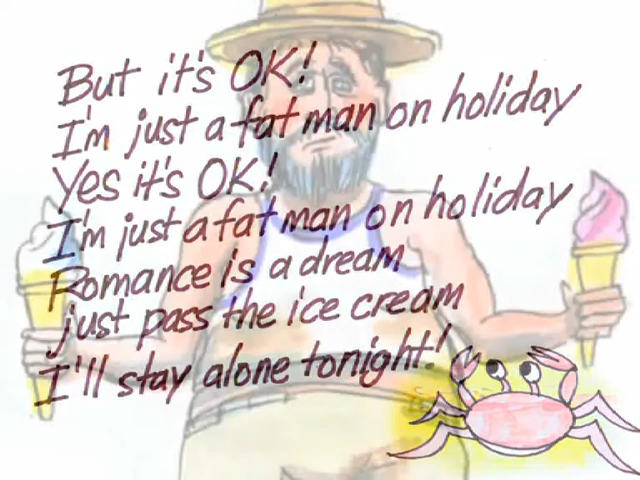 But it's OK!
I'm just a fat man on holiday
Yes it's OK!
I'm just a fat man on holiday
Romance is a dream
just pass the ice cream
I'll stay alone tonight!